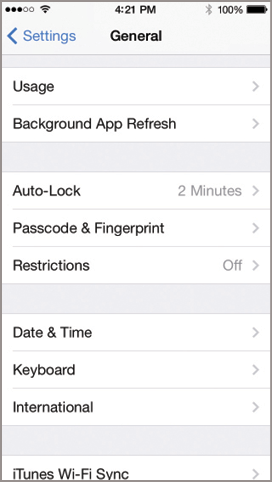 4:21 PM 100%
Settings General
Usage
Background App Refresh
Auto-Lock 2 Minutes
Passcode & Fingerprint
Restrictions Off
Date & Time
Keyboard
International
iTunes Wi-Fi Sync